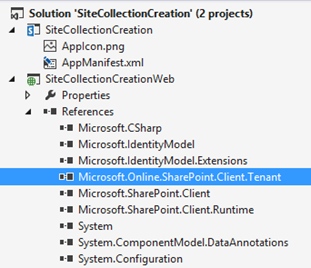 Solution 'SiteCollectionCreation' (2 projects)
SiteCollectionCreation
AppIcon.png
AppManifest.xml
SiteCollectionCreationWeb
Properties
References
Microsoft.CSharp
Microsoft.IdentityModel
Microsoft.IdentityModel.Extensions
Microsoft.Online.SharePoint.Client.Tenant
Microsoft.SharePoint.Client
Microsoft.SharePoint.Client.Runtime
System
System.ComponentModel.DataAnnotations
System.Configuration